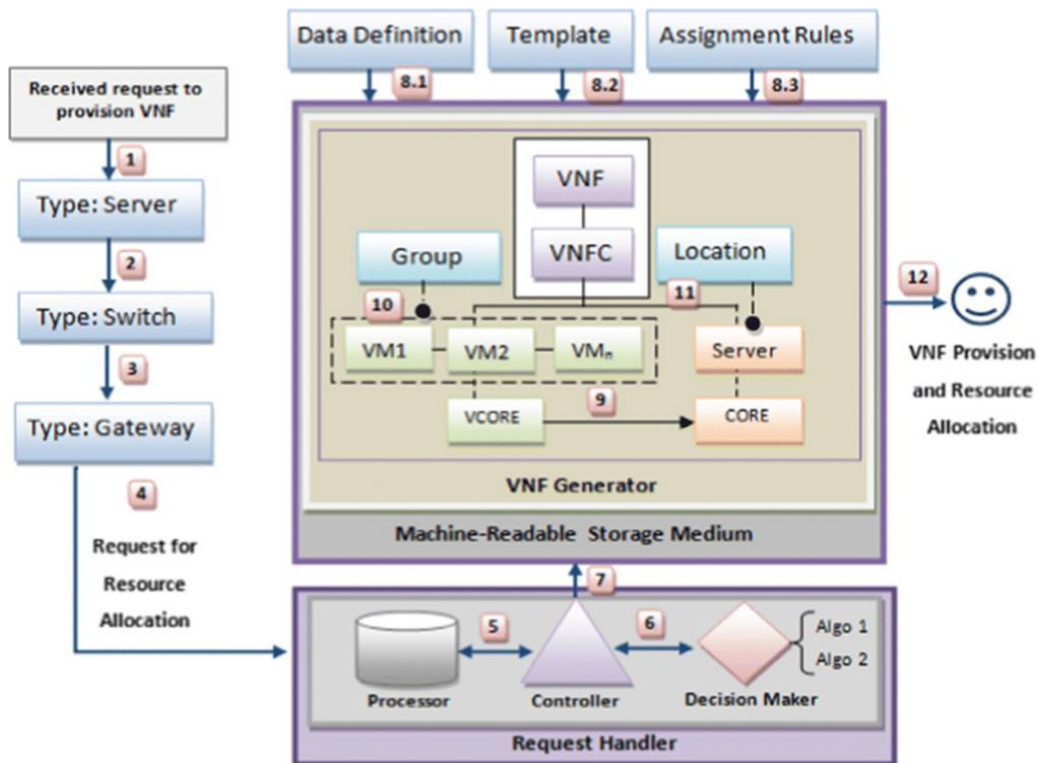 Data Definition
Template
Assignment Rules
8.1
8.2
8.3
Received request to
provision VNF
1
Type: Server
2
Type: Switch
3
Type: Gateway
4
Request for
Resource
Allocation
VNF
VNFC
Group
Location
10
11
VM1
VM2
VMn
Server
9
VCORE
CORE
VNF Generator
Machine-Readable Storage Medium
12
VNF Provision
and Resource
Allocation
7
5
6
Algo 1
Algo 2
Processor
Controller
Decision Maker
Request Handler